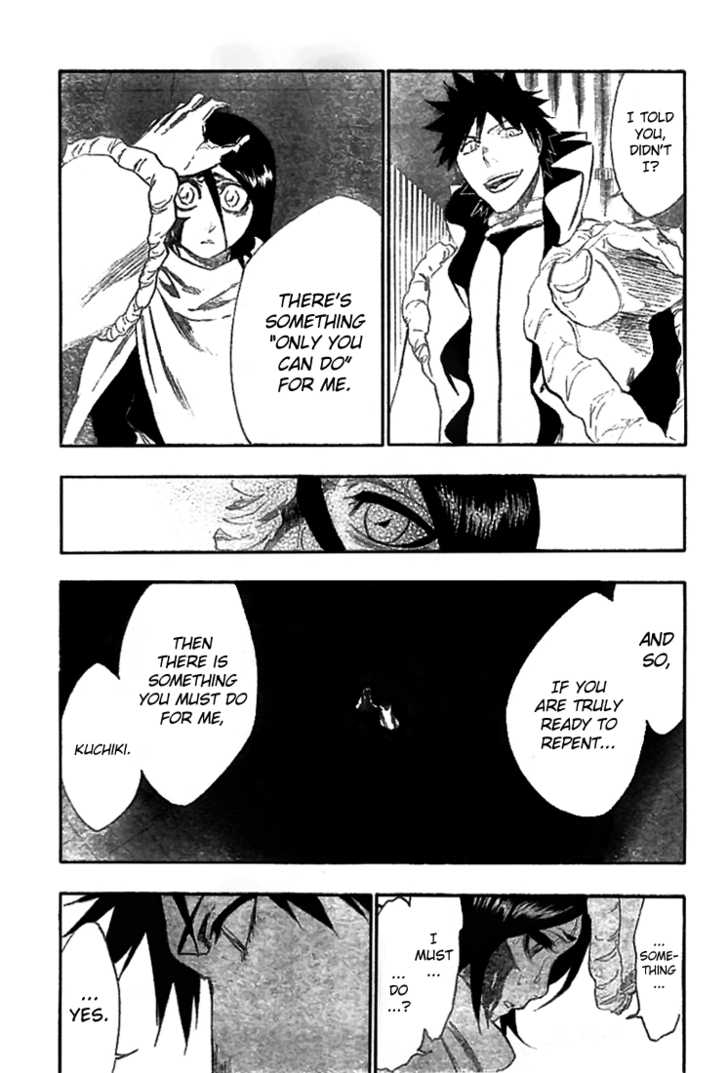 I TOLD
YOU,
DIDN'T
I?
THERE'S
SOMETHING
"ONLY YOU
CAN DO"
FOR ME.
AND
SO,
IF YOU
ARE TRULY
READY TO
REPENT...
THEN
THERE IS
SOMETHING
YOU MUST DO
FOR ME,
KUCHIKI.
...
SOME-
THING
...
I
MUST
...
...
DO
...?
...
YES.